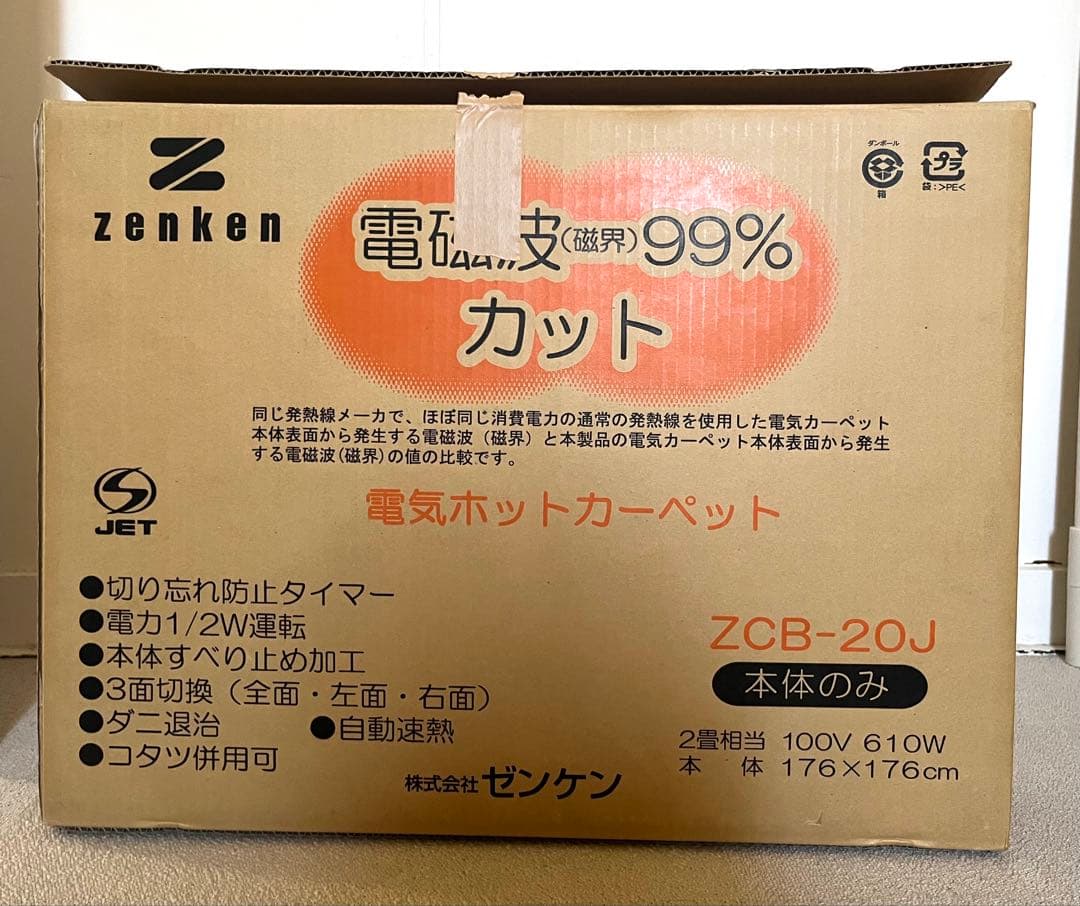 zenken
ダンボール
箱
プラ
袋:>PE<
電磁波(磁界)99%
カット
同じ発熱線メーカで、ほぼ同じ消費電力の通常の発熱線を使用した電気カーペット
本体表面から発生する電磁波(磁界)と本製品の電気カーペット本体表面から発生
する電磁波(磁界)の値の比較です。
電気ホットカーペット
JET
●切り忘れ防止タイマー
●電力1/2W運転
●本体すべり止め加工
●3面切換(全面・左面・右面)
●ダニ退治 ●自動速熱
●コタツ併用可
ZCB-20J
本体のみ
2畳相当 100V 610W
本 体 176×176cm
株式会社ゼンケン